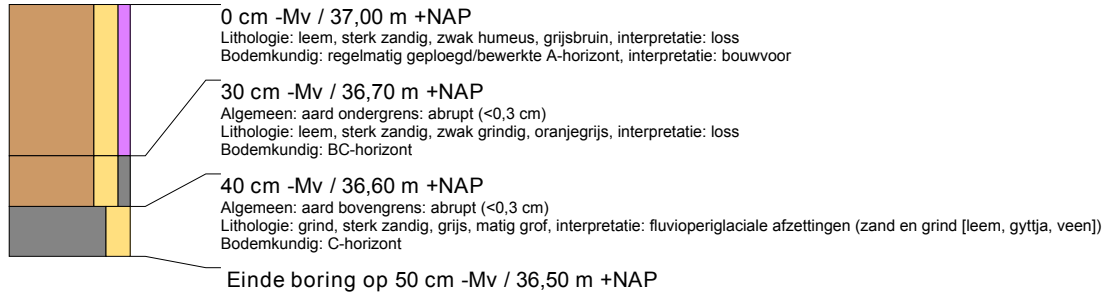 0 cm -Mv / 37,00 m +NAP
Lithologie: leem, sterk zandig, zwak humeus, grijsbruin, interpretatie: loss
Bodemkundig: regelmatig geploegd/bewerkte A-horizont, interpretatie: bouwvoor
30 cm -Mv / 36,70 m +NAP
Algemeen: aard ondergrens: abrupt (<0,3 cm)
Lithologie: leem, sterk zandig, zwak grindig, oranjegrijs, interpretatie: loss
Bodemkundig: BC-horizont
40 cm -Mv / 36,60 m +NAP
Algemeen: aard bovengrens: abrupt (<0,3 cm)
Lithologie: grind, sterk zandig, grijs, matig grof, interpretatie: fluvioperiglaciale afzettingen (zand en grind [leem, gyttja, veen])
Bodemkundig: C-horizont
Einde boring op 50 cm -Mv / 36,50 m +NAP